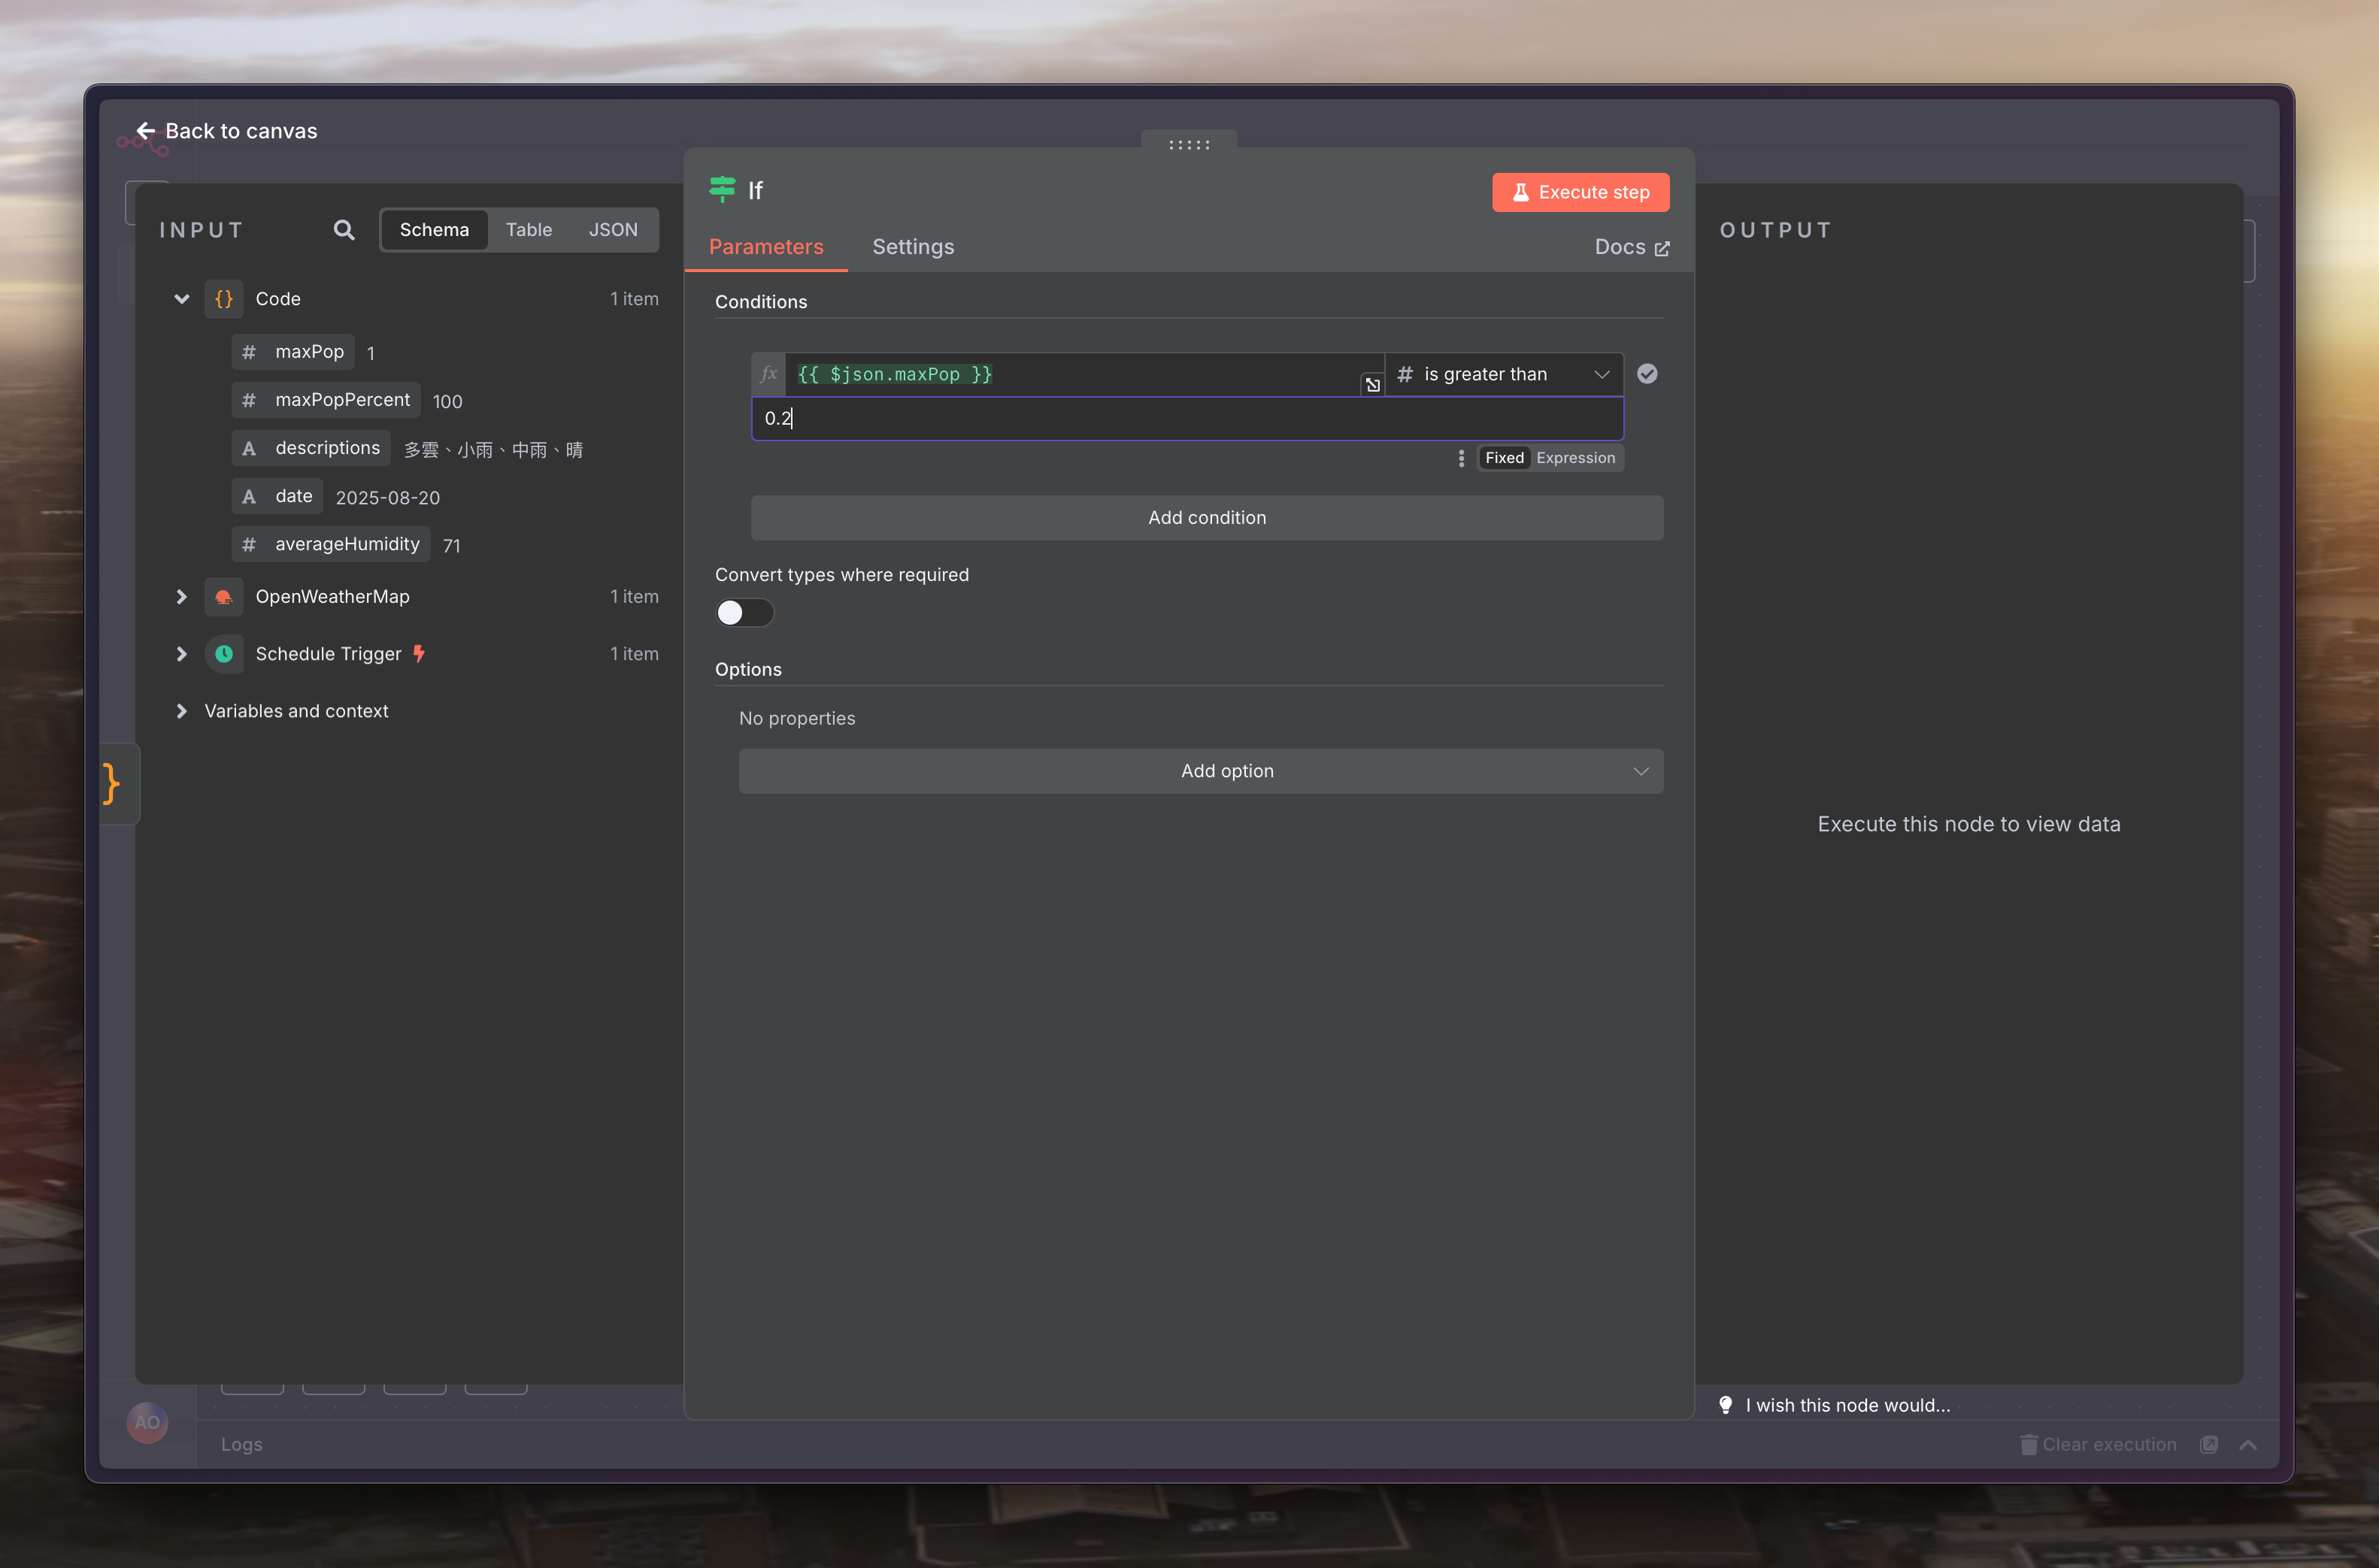 Back to canvas
INPUT
Schema
Table
JSON
Code
1 item
# maxPop 1
# maxPopPercent 100
A descriptions 多雲、小雨、中雨、晴
A date 2025-08-20
# averageHumidity 71
OpenWeatherMap
1 item
Schedule Trigger
1 item
Variables and context
}
If
Execute step
Parameters
Settings
Docs
Conditions
fx {{ $json.maxPop }}
# is greater than
0.2
Fixed
Expression
Add condition
Convert types where required
Options
No properties
Add option
OUTPUT
Execute this node to view data
I wish this node would...
AO
Logs
Clear execution